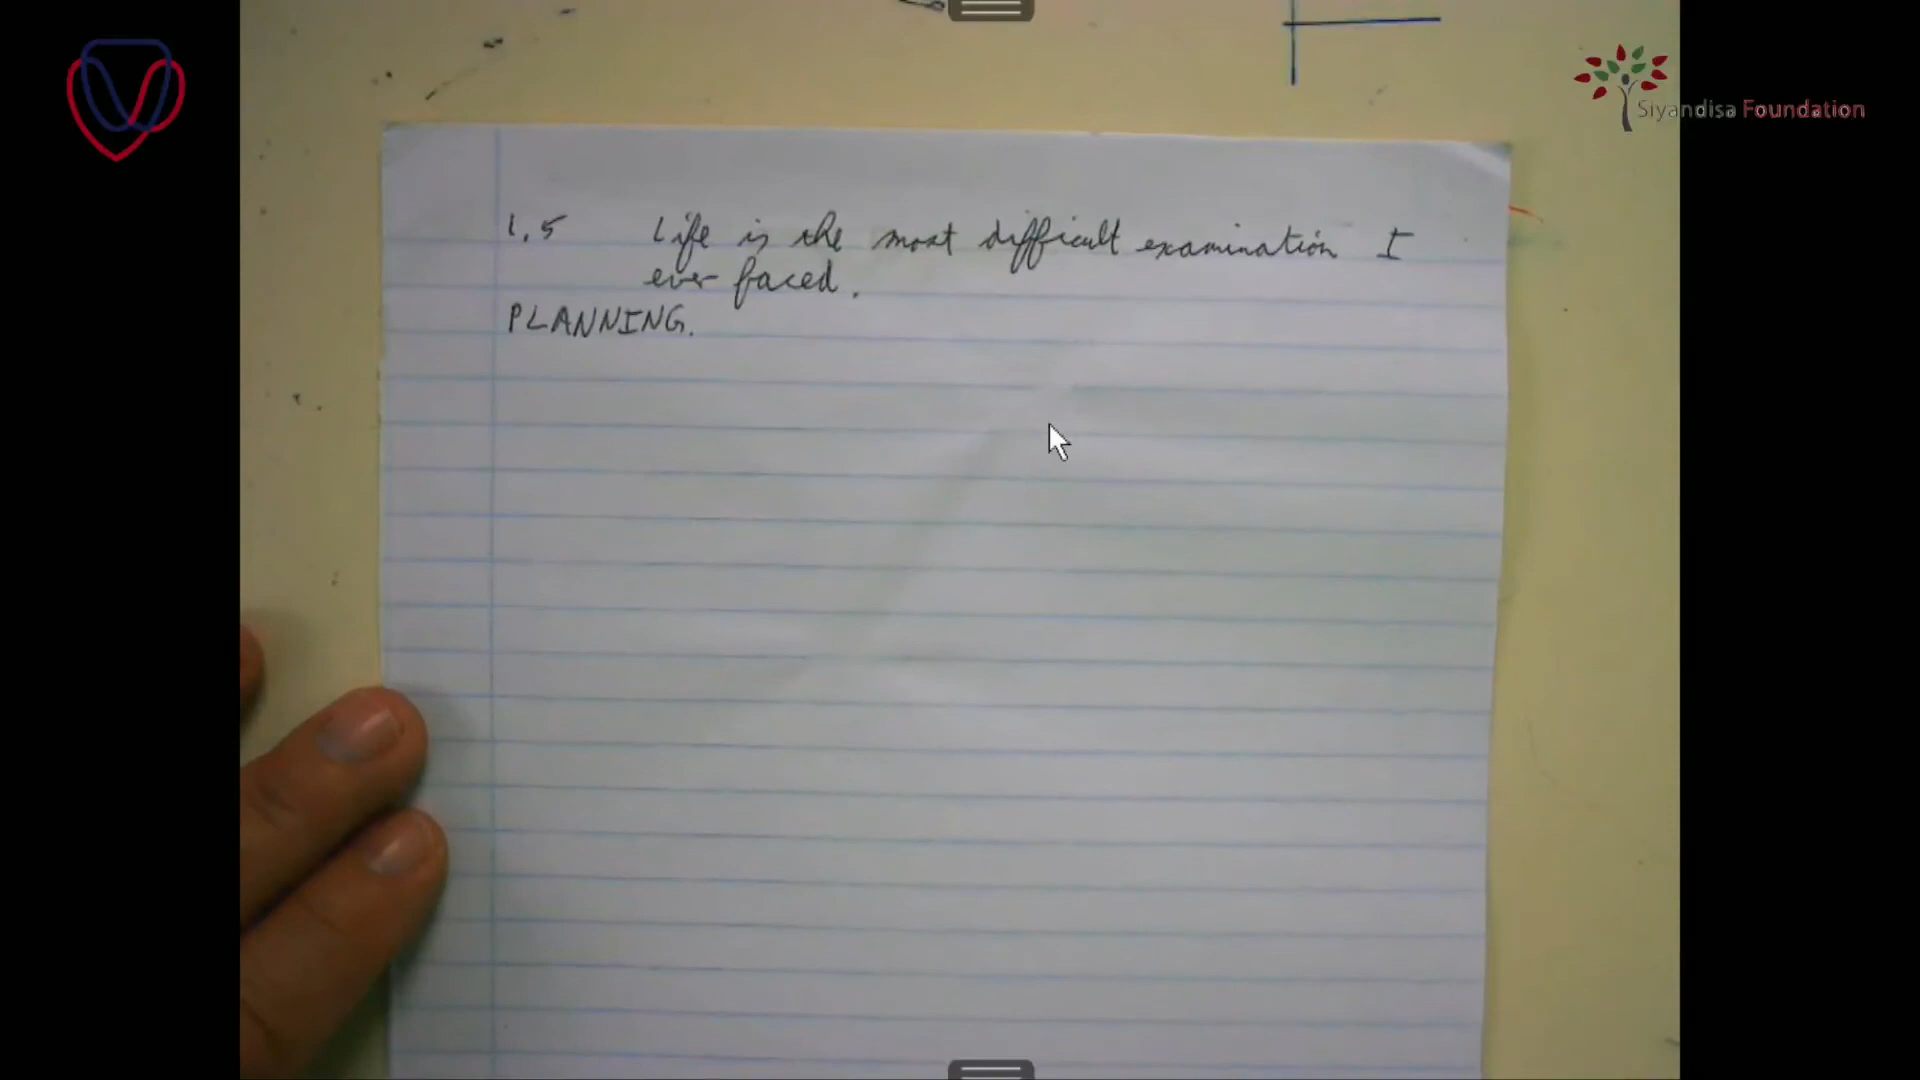 Siyandisa Foundation
1.5 Life is the most difficult examination I
ever faced.
PLANNING.